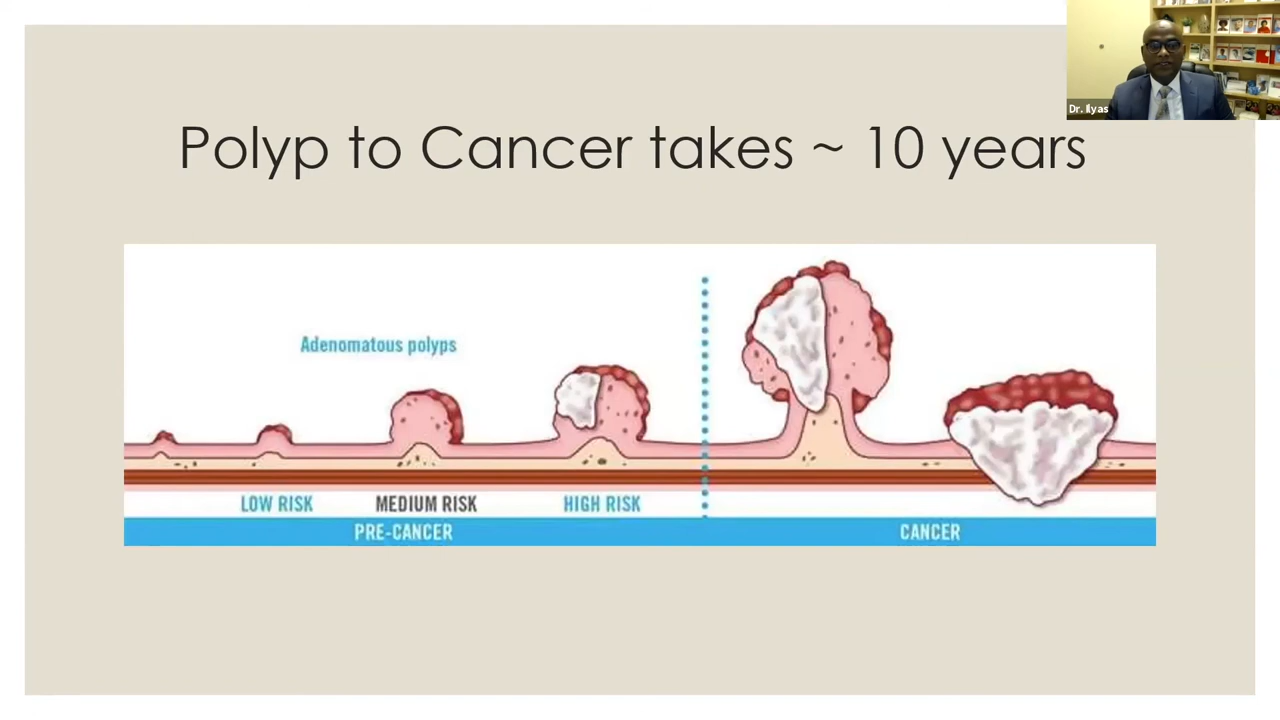 Dr. Ilyas
Polyp to Cancer takes ~ 10 years
Adenomatous polyps
LOW RISK MEDIUM RISK HIGH RISK
PRE-CANCER CANCER